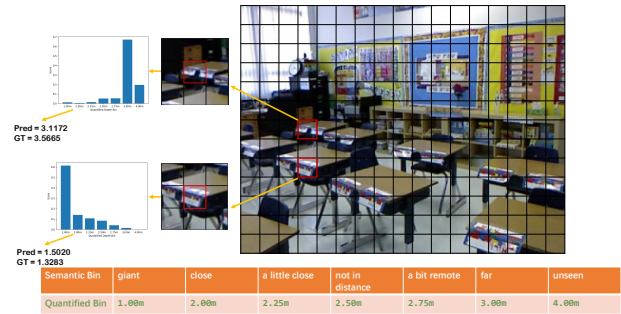 Pred = 3.1172
GT = 3.5665
Pred = 1.5020
GT = 1.3283
Semantic Bin giant close a little close not in distance a bit remote far unseen
Quantified Bin 1.00m 2.00m 2.25m 2.50m 2.75m 3.00m 4.00m